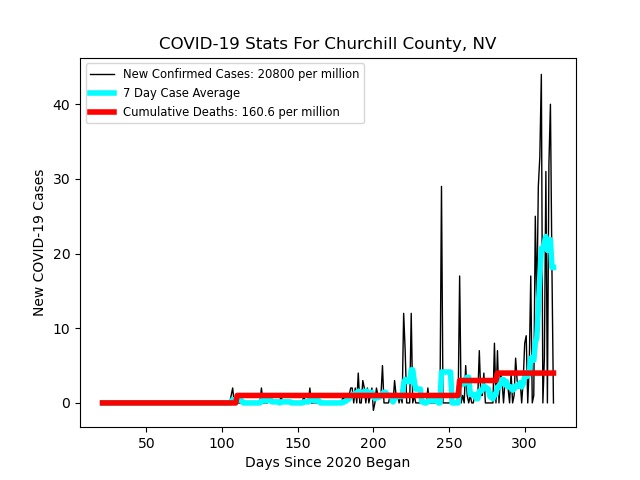 COVID-19 Stats For Churchill County, NV
New Confirmed Cases: 20800 per million
7 Day Case Average
Cumulative Deaths: 160.6 per million
New COVID-19 Cases
40
30
20
10
0
50 100 150 200 250 300
Days Since 2020 Began